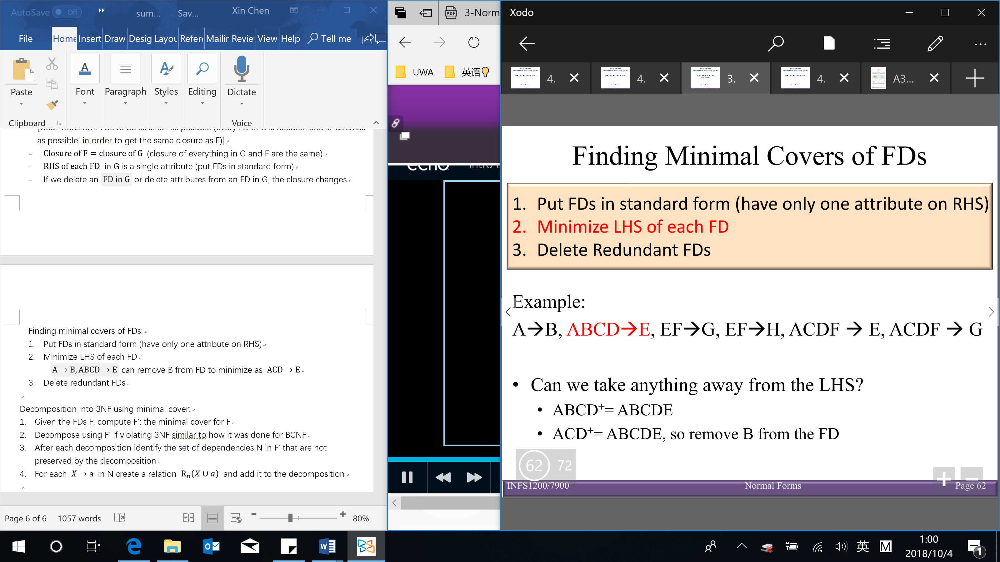 AutoSave Off
sum... - Sav...
Xin Chen
File Home Insert Draw Desig Layou Refere Mailin Review View Help Tell me
Paste
Font
Paragraph
Styles
Editing
Dictate
Clipboard
Voice
as possible’ in order to get the same closure as F)]
- Closure of F = closure of G (closure of everything in G and F are the same)
- RHS of each FD in G is a single attribute (put FDs in standard form)
- If we delete an FD in G or delete attributes from an FD in G, the closure changes
Finding minimal covers of FDs:
1. Put FDs in standard form (have only one attribute on RHS)
2. Minimize LHS of each FD
A → B, ABCD → E can remove B from FD to minimize as ACD → E
3. Delete redundant FDs
Decomposition into 3NF using minimal cover:
1. Given the FDs F, compute F’: the minimal cover for F
2. Decompose using F’ if violating 3NF similar to how it was done for BCNF
3. After each decomposition identify the set of dependencies N in F’ that are not
preserved by the decomposition
4. For each X → a in N create a relation Rₙ(X ∪ a) and add it to the decomposition
Page 6 of 6 1057 words
80%
3-Norm
UWA 英语
echo
Xodo
4. 4. 3. 4. A3...
Finding Minimal Covers of FDs
1. Put FDs in standard form (have only one attribute on RHS)
2. Minimize LHS of each FD
3. Delete Redundant FDs
Example:
A→B, ABCD→E, EF→G, EF→H, ACDF → E, ACDF → G
• Can we take anything away from the LHS?
• ABCD⁺= ABCDE
• ACD⁺= ABCDE, so remove B from the FD
62 72
INFS1200/7900 Normal Forms Page 62
英 M
1:00
2018/10/4
1